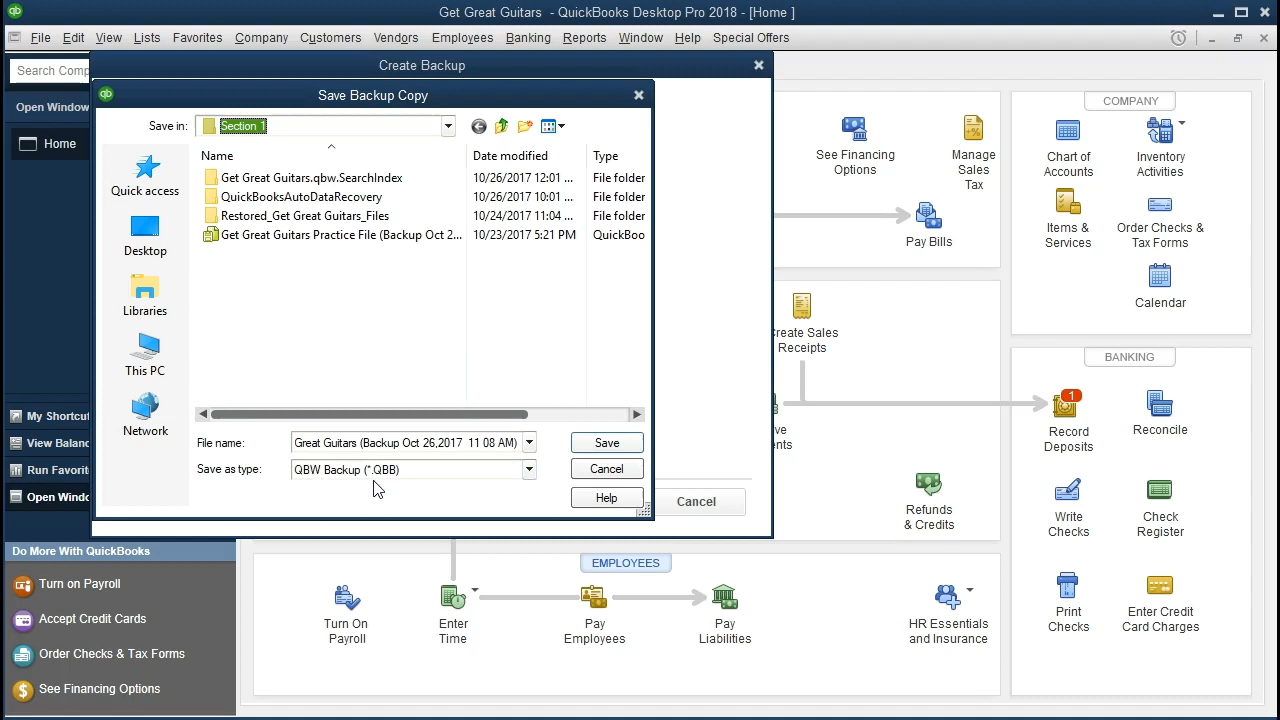 Get Great Guitars - QuickBooks Desktop Pro 2018 - [Home ]
File Edit View Lists Favorites Company Customers Vendors Employees Banking Reports Window Help Special Offers
Search Comp
Open Window
Home
My Shortcut
View Balanc
Run Favorit
Open Windo
Do More With QuickBooks
Turn on Payroll
Accept Credit Cards
Order Checks & Tax Forms
See Financing Options
Create Backup
Save Backup Copy
Save in:
Section 1
Quick access
Desktop
Libraries
This PC
Network
Name Date modified Type
Get Great Guitars.qbw.SearchIndex 10/26/2017 12:01 ... File folder
QuickBooksAutoDataRecovery 10/26/2017 10:01 ... File folder
Restored_Get Great Guitars_Files 10/24/2017 11:04 ... File folder
Get Great Guitars Practice File (Backup Oct 2... 10/23/2017 5:21 PM QuickBoo
File name:
Great Guitars (Backup Oct 26,2017 11 08 AM)
Save
Save as type:
QBW Backup (*.QBB)
Cancel
Help
Cancel
See Financing
Options
Manage
Sales
Tax
Pay Bills
Create Sales
Receipts
ve
nts
Refunds
& Credits
EMPLOYEES
Turn On
Payroll
Enter
Time
Pay
Employees
Pay
Liabilities
HR Essentials
and Insurance
COMPANY
Chart of
Accounts
Inventory
Activities
Items &
Services
Order Checks &
Tax Forms
Calendar
BANKING
1
Record
Deposits
Reconcile
Write
Checks
Check
Register
Print
Checks
Enter Credit
Card Charges